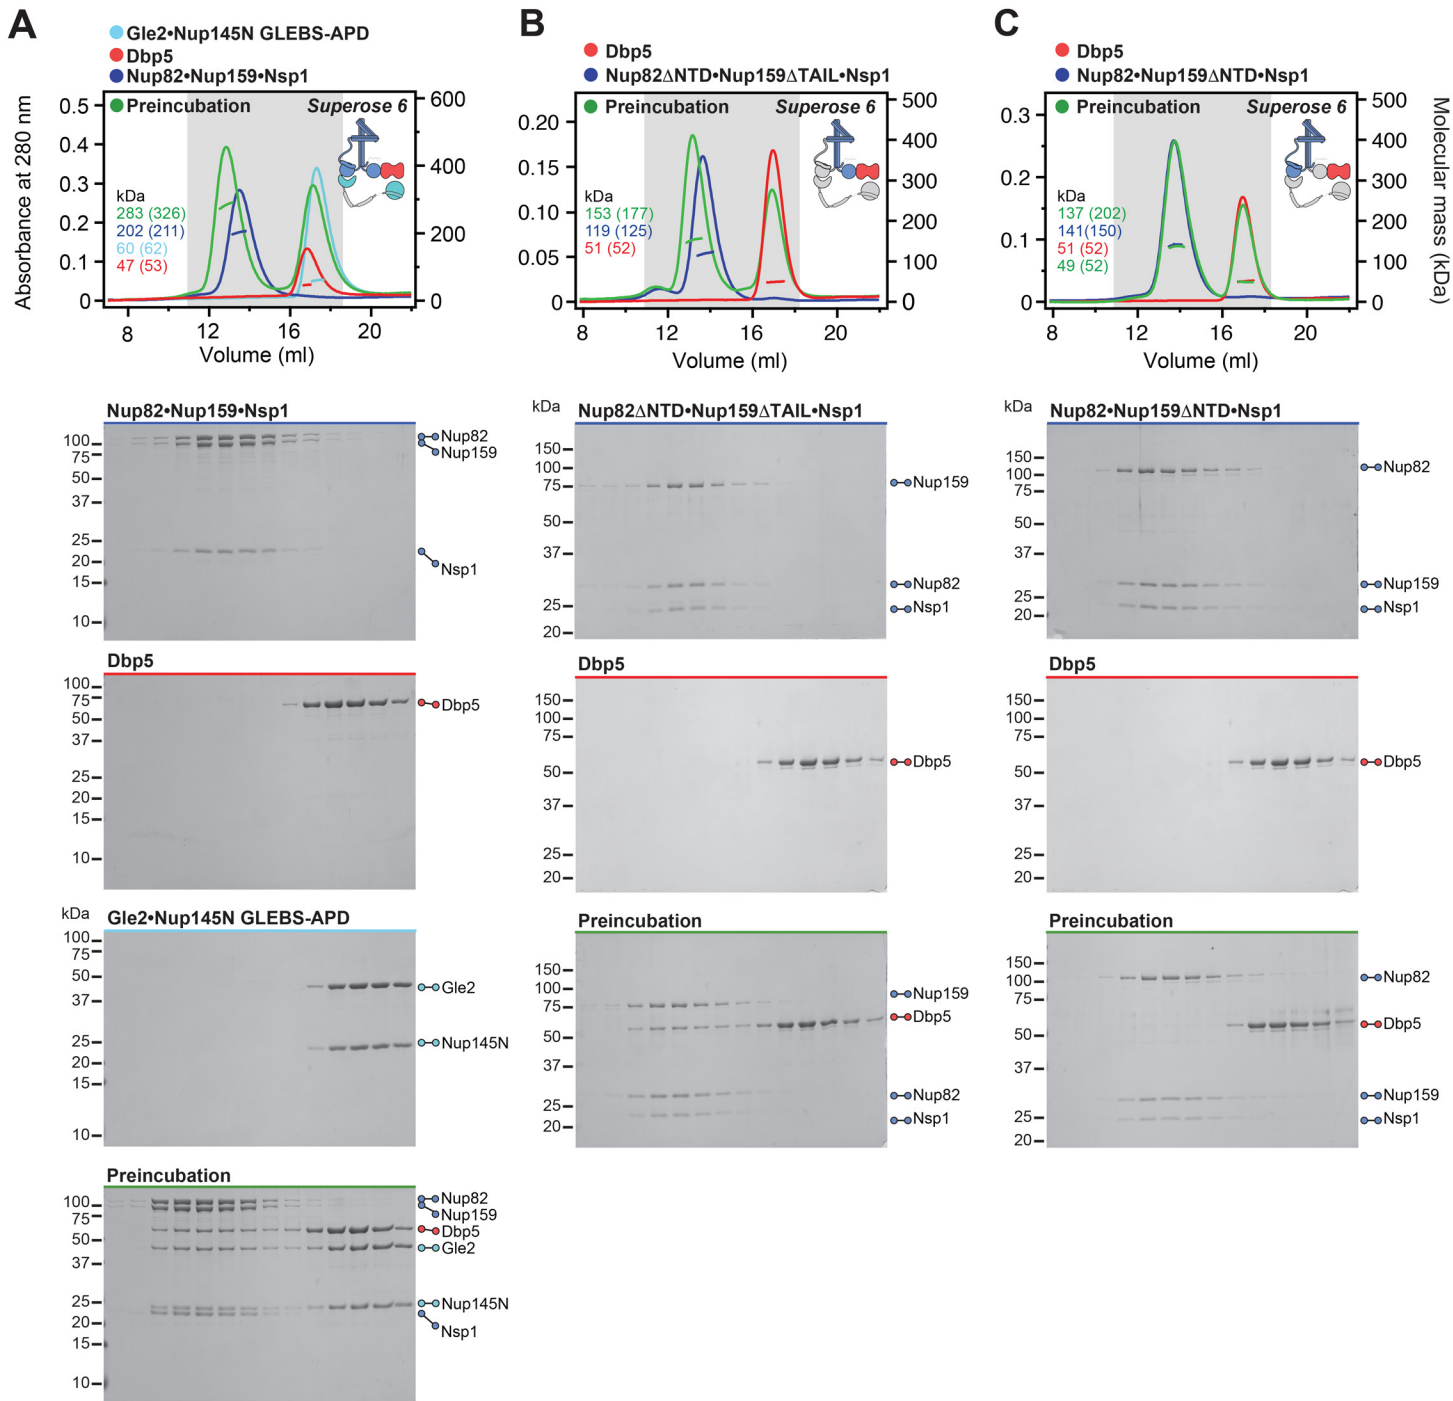 A
Gle2•Nup145N GLEBS-APD
Dbp5
Nup82•Nup159•Nsp1
Preincubation
Superose 6
Absorbance at 280 nm
0.5
0.4
0.3
0.2
0.1
0
600
400
200
0
kDa
283 (326)
202 (211)
60 (62)
47 (53)
8 12 16 20
Volume (ml)
B
Dbp5
Nup82ΔNTD•Nup159ΔTAIL•Nsp1
Preincubation
Superose 6
0.20
0.15
0.10
0.05
0
500
400
300
200
100
0
kDa
153 (177)
119 (125)
51 (52)
8 12 16 20
Volume (ml)
C
Dbp5
Nup82•Nup159ΔNTD•Nsp1
Preincubation
Superose 6
0.3
0.2
0.1
0
500
400
300
200
100
0
Molecular mass (kDa)
kDa
137 (202)
141(150)
51 (52)
49 (52)
8 12 16 20
Volume (ml)
Nup82•Nup159•Nsp1
100
75
50
37
25
20
15
10
Nup82
Nup159
Nsp1
Dbp5
100
75
50
37
25
20
15
10
Dbp5
kDa
Gle2•Nup145N GLEBS-APD
100
75
50
37
25
20
15
10
Gle2
Nup145N
Preincubation
100
75
50
37
25
20
15
10
Nup82
Nup159
Dbp5
Gle2
Nup145N
Nsp1
kDa
Nup82ΔNTD•Nup159ΔTAIL•Nsp1
150
100
75
50
37
25
20
Nup159
Nup82
Nsp1
Dbp5
150
100
75
50
37
25
20
Dbp5
Preincubation
150
100
75
50
37
25
20
Nup159
Dbp5
Nup82
Nsp1
kDa
Nup82•Nup159ΔNTD•Nsp1
150
100
75
50
37
25
20
Nup82
Nup159
Nsp1
Dbp5
150
100
75
50
37
25
20
Dbp5
Preincubation
150
100
75
50
37
25
20
Nup82
Dbp5
Nup159
Nsp1